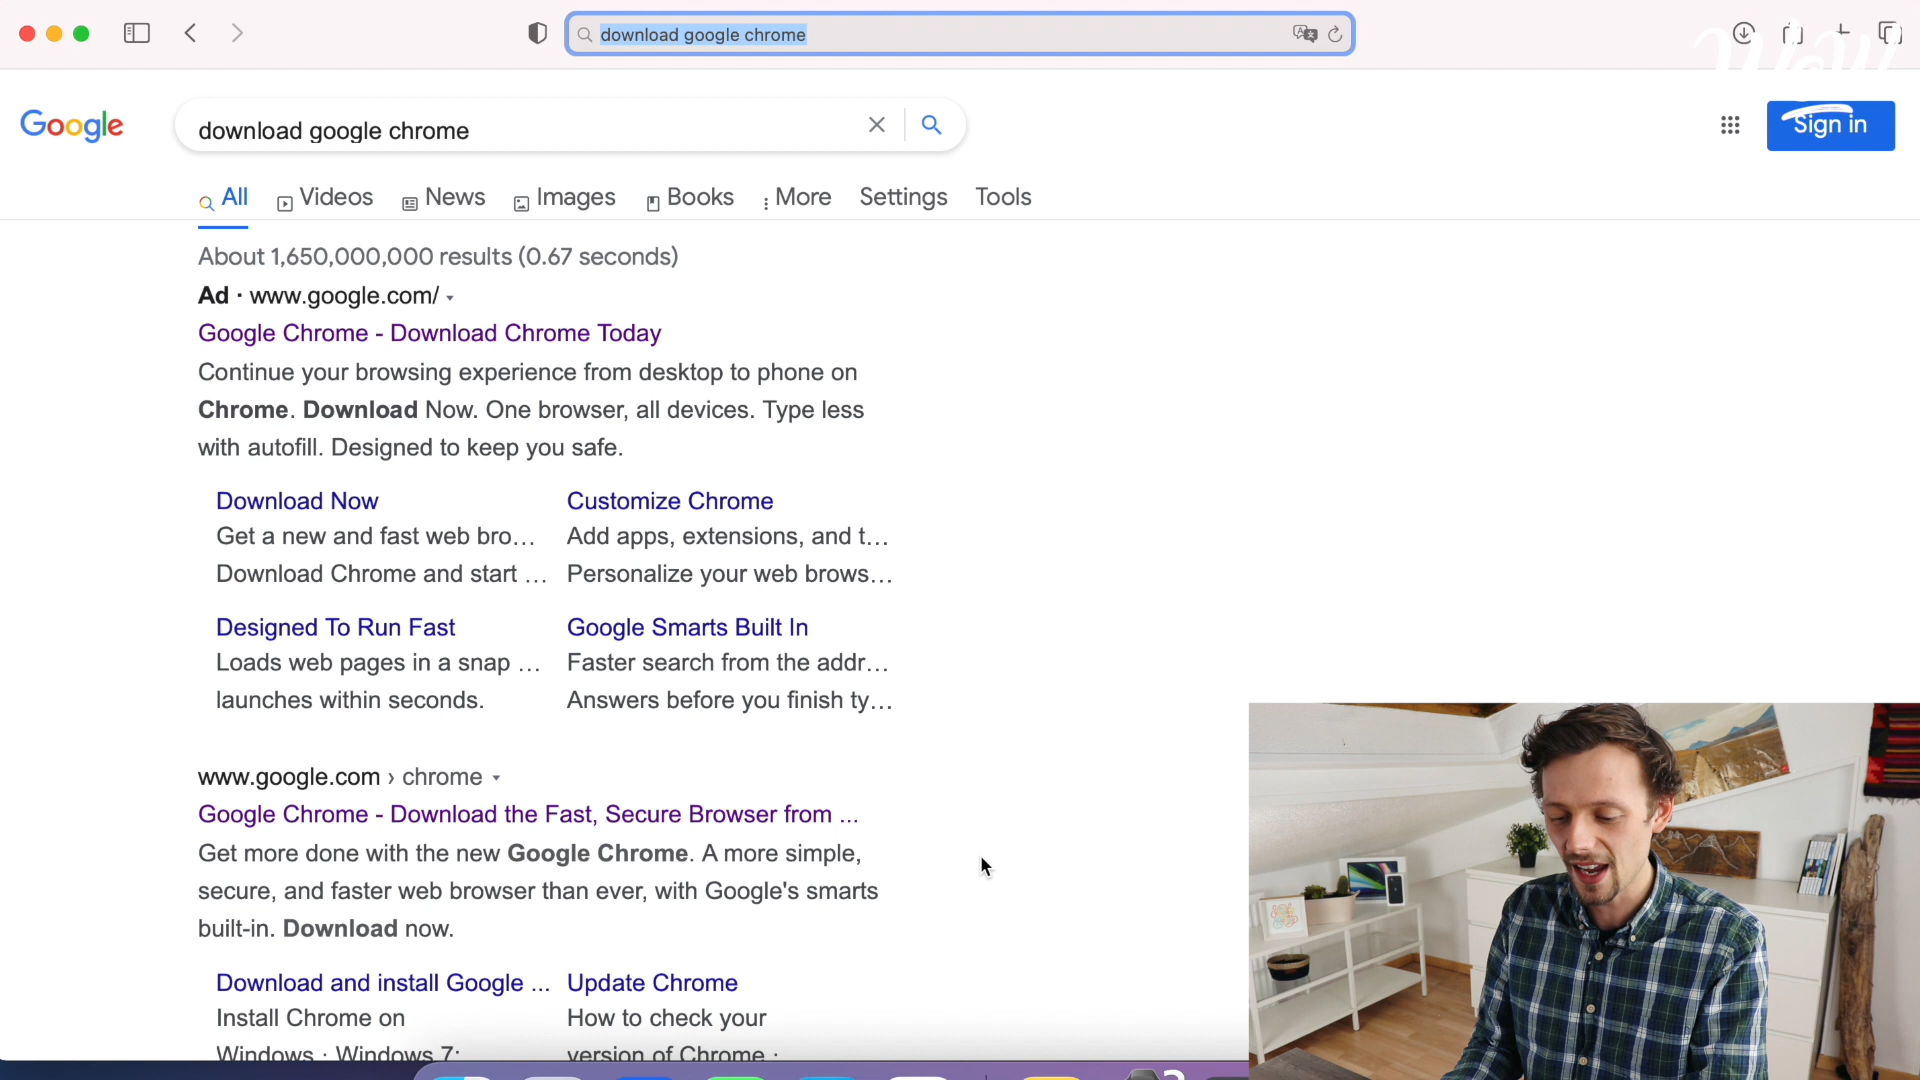 download google chrome
WoW
Google
download google chrome
Sign in
All
Videos
News
Images
Books
More
Settings
Tools
About 1,650,000,000 results (0.67 seconds)
Ad · www.google.com/
Google Chrome - Download Chrome Today
Continue your browsing experience from desktop to phone on
Chrome. Download Now. One browser, all devices. Type less
with autofill. Designed to keep you safe.
Download Now
Get a new and fast web bro...
Download Chrome and start ...
Customize Chrome
Add apps, extensions, and t...
Personalize your web brows...
Designed To Run Fast
Loads web pages in a snap ...
launches within seconds.
Google Smarts Built In
Faster search from the addr...
Answers before you finish ty...
www.google.com › chrome
Google Chrome - Download the Fast, Secure Browser from ...
Get more done with the new Google Chrome. A more simple,
secure, and faster web browser than ever, with Google's smarts
built-in. Download now.
Download and install Google ...
Install Chrome on
Windows · Windows 7:
Update Chrome
How to check your
version of Chrome ·